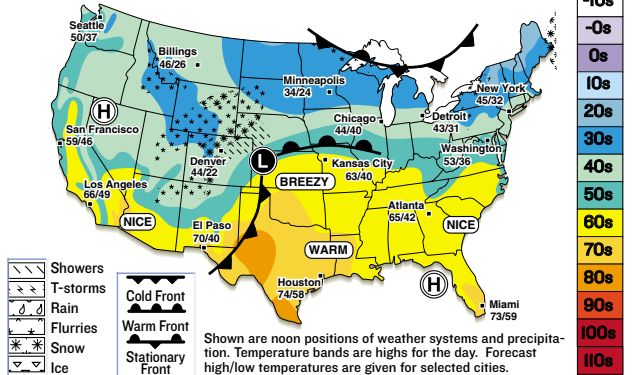 Seattle
50/37
Billings
46/26
Minneapolis
34/24
New York
45/32
H
San Francisco
59/46
Chicago
44/40
Detroit
43/31
Washington
53/36
Denver
44/22
L
Kansas City
63/40
BREEZY
Los Angeles
66/49
NICE
El Paso
70/40
Atlanta
65/42
NICE
WARM
Houston
74/58
H
Miami
73/59
Showers
T-storms
Rain
Flurries
Snow
Ice
Cold Front
Warm Front
Stationary
Front
Shown are noon positions of weather systems and precipita-
tion. Temperature bands are highs for the day. Forecast
high/low temperatures are given for selected cities.
-10s
-0s
0s
10s
20s
30s
40s
50s
60s
70s
80s
90s
100s
110s